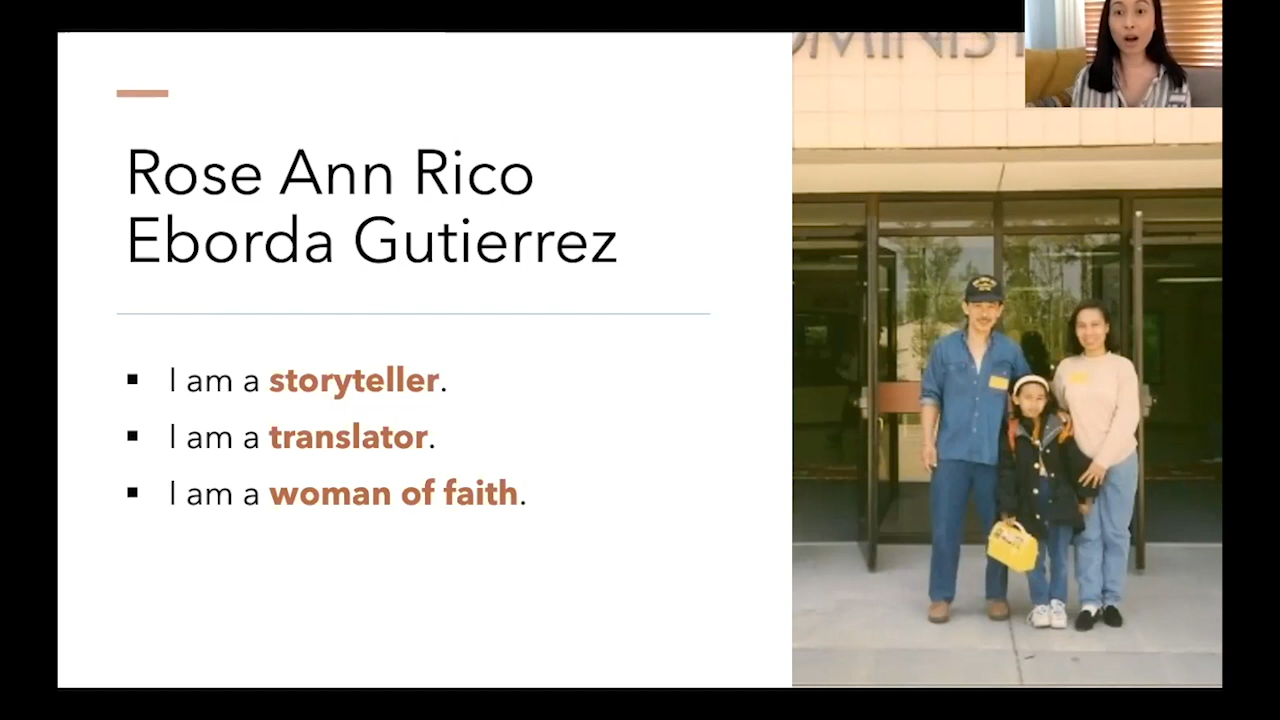 Rose Ann Rico
Eborda Gutierrez
I am a storyteller.
I am a translator.
I am a woman of faith.